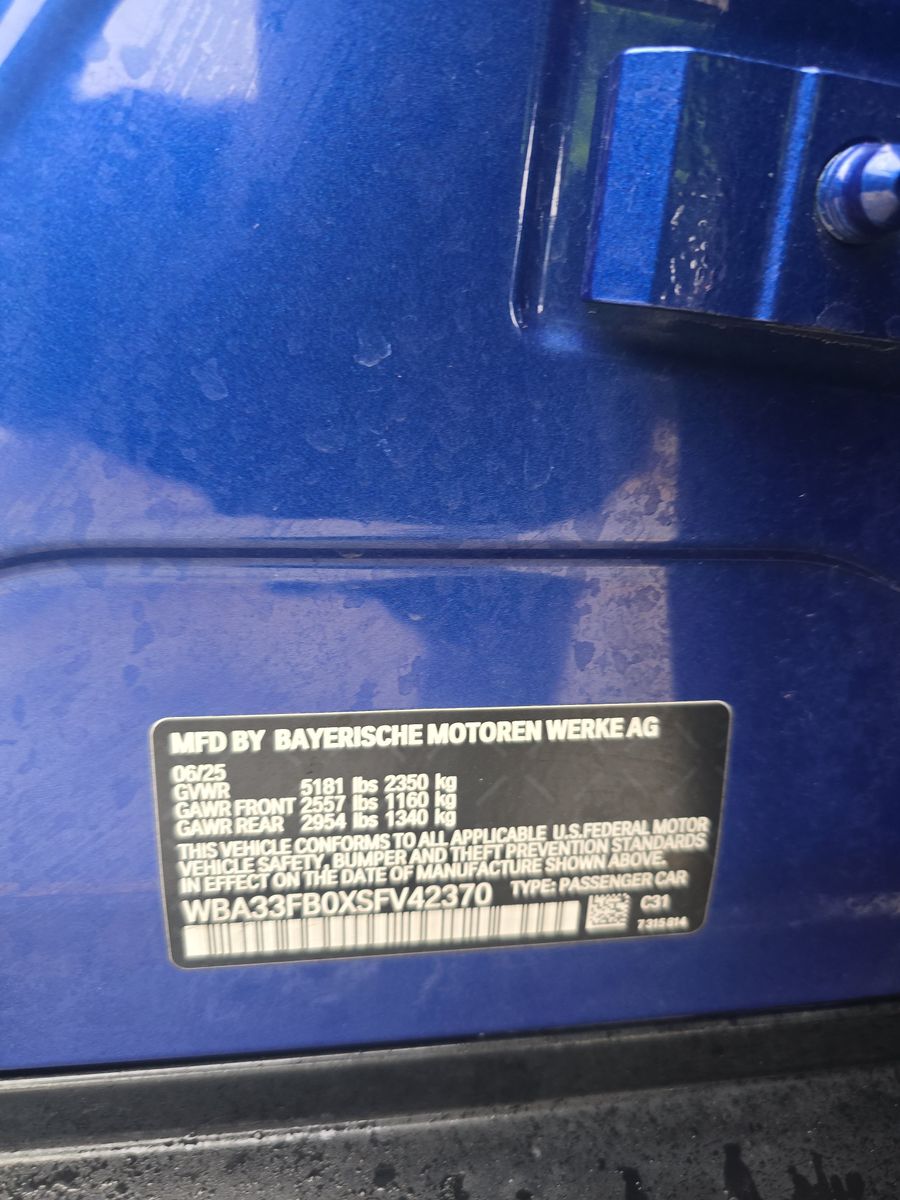 MFD BY BAYERISCHE MOTOREN WERKE AG
06/25
GVWR 5181 lbs 2350 kg
GAWR FRONT 2557 lbs 1160 kg
GAWR REAR 2954 lbs 1340 kg
THIS VEHICLE CONFORMS TO ALL APPLICABLE U.S.FEDERAL MOTOR
VEHICLE SAFETY, BUMPER AND THEFT PREVENTION STANDARDS
IN EFFECT ON THE DATE OF MANUFACTURE SHOWN ABOVE.
WBA33FB0XSFV42370 TYPE: PASSENGER CAR
C31
7315814